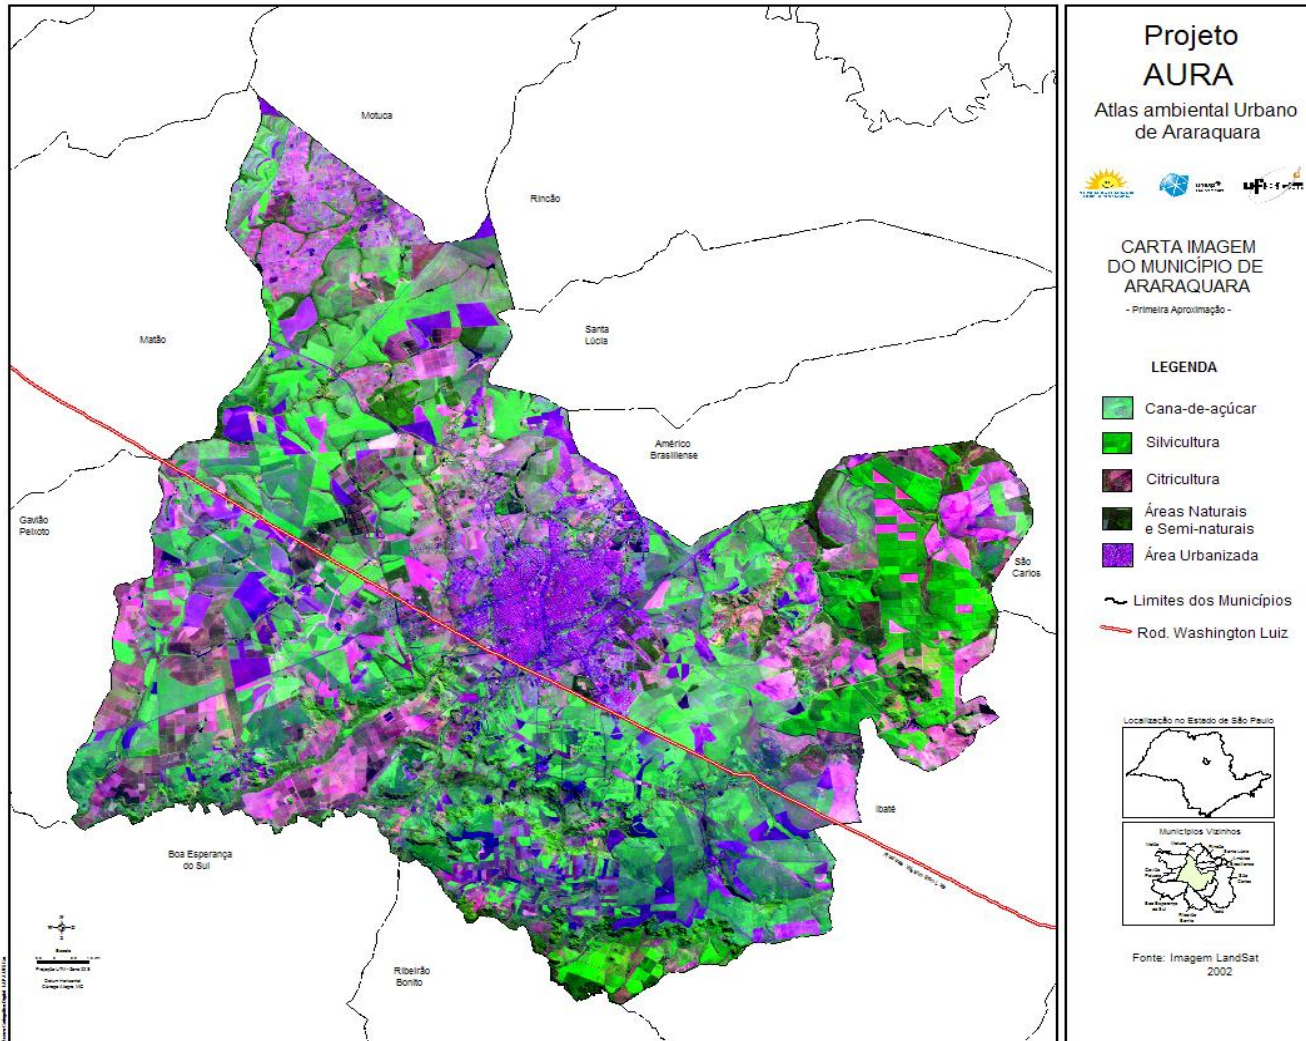 Projeto
AURA
Atlas ambiental Urbano
de Araraquara
CARTA IMAGEM
DO MUNICÍPIO DE
ARARAQUARA
- Primeira Aproximação -
LEGENDA
Cana-de-açúcar
Silvicultura
Citricultura
Áreas Naturais
e Semi-naturais
Área Urbanizada
Limites dos Municípios
Rod. Washington Luiz
Localização no Estado de São Paulo
Municípios Vizinhos
Fonte: Imagem LandSat
2002
Motuca
Rincão
Matão
Santa
Lúcia
Américo
Brasiliense
Gavião
Peixoto
São
Carlos
Ibaté
Boa Esperança
do Sul
Ribeirão
Bonito